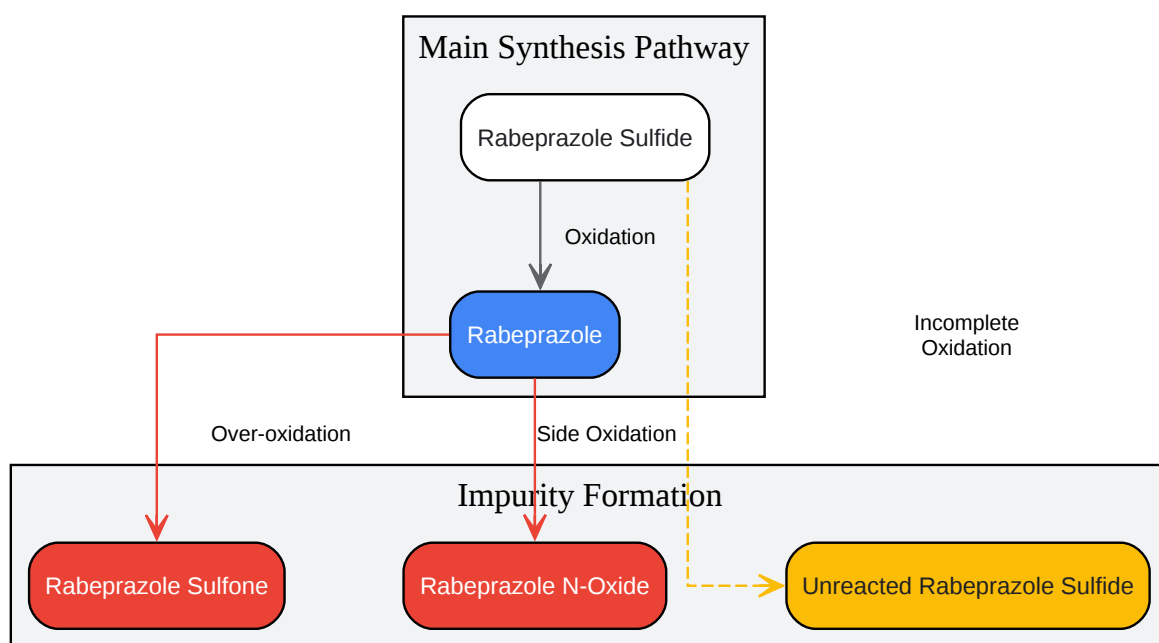 Main Synthesis Pathway
Rabeprazole Sulfide
Oxidation
Rabeprazole
Incomplete
Oxidation
Over-oxidation
Side Oxidation
Impurity Formation
Rabeprazole Sulfone
Rabeprazole N-Oxide
Unreacted Rabeprazole Sulfide